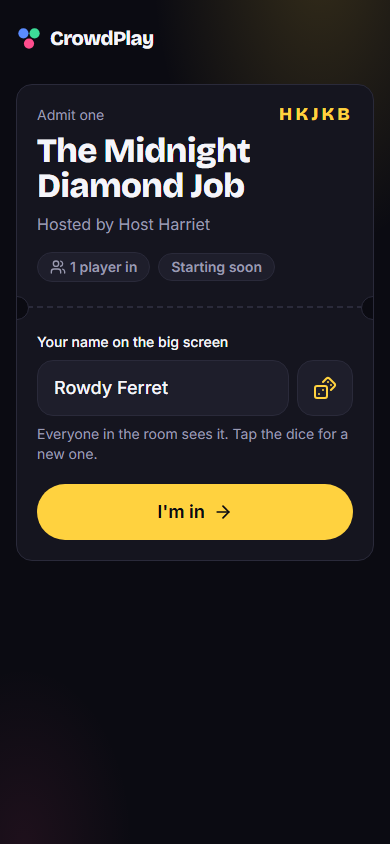 CrowdPlay
Admit one
HKJKB
The Midnight
Diamond Job
Hosted by Host Harriet
1 player in
Starting soon
Your name on the big screen
Rowdy Ferret
Everyone in the room sees it. Tap the dice for a
new one.
I'm in →